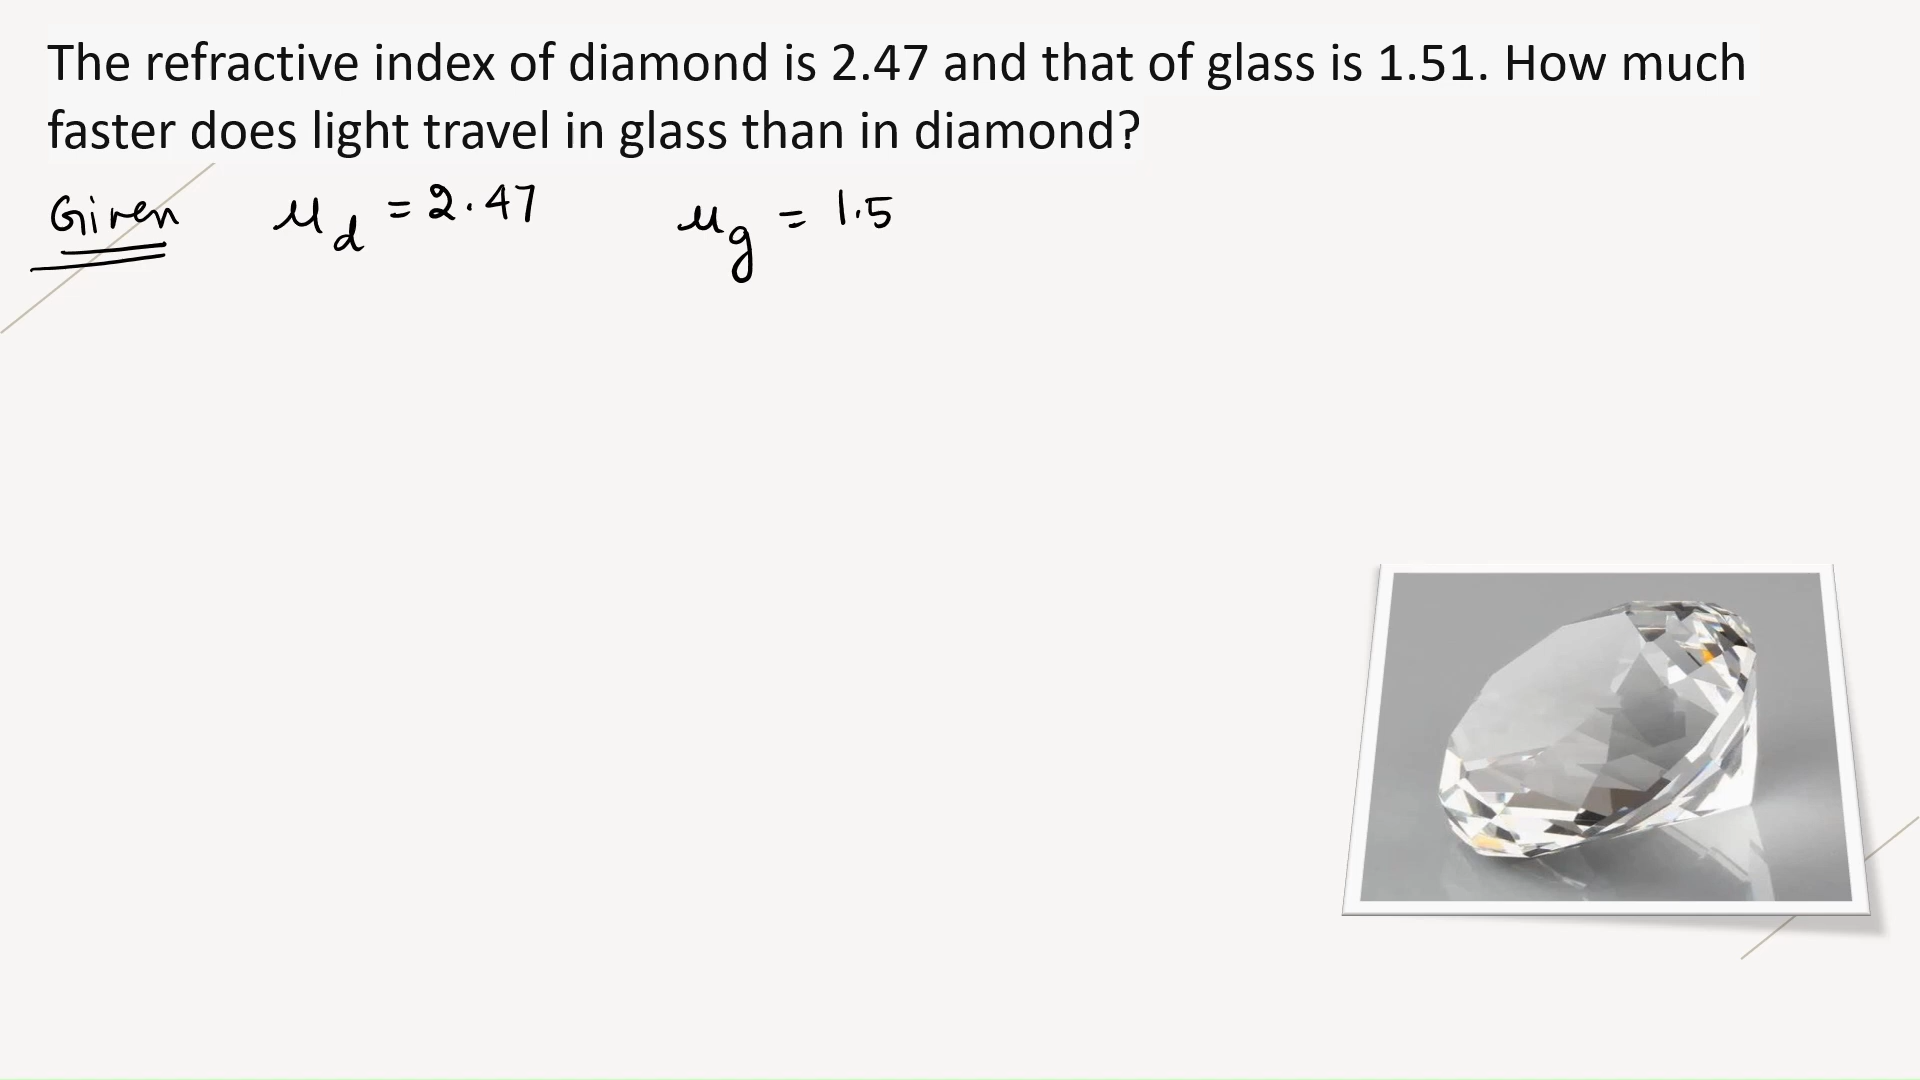 The refractive index of diamond is 2.47 and that of glass is 1.51. How much
faster does light travel in glass than in diamond?
Given μd = 2.47 μg = 1.5